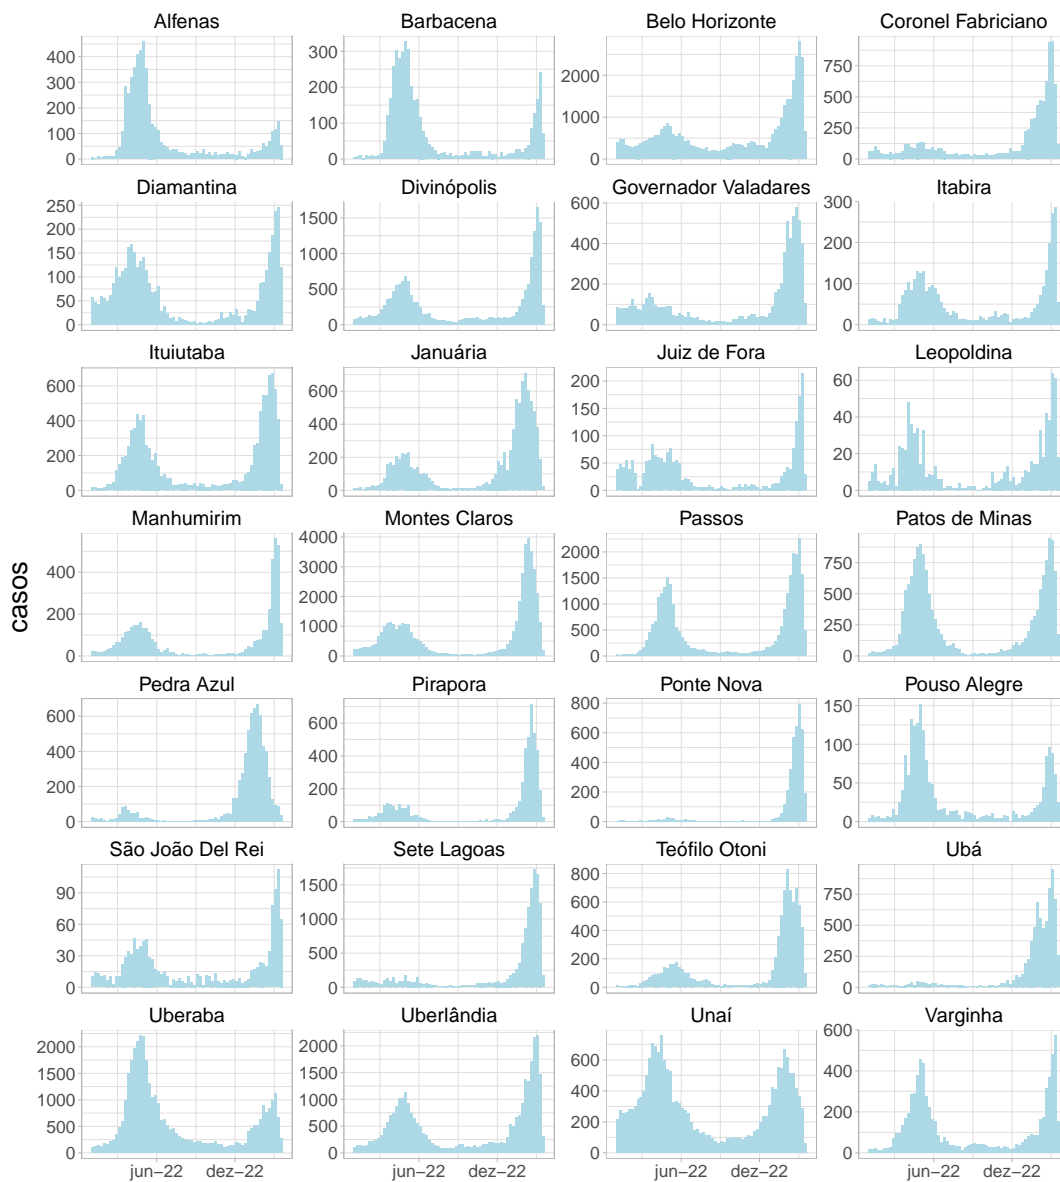 Alfenas Barbacena Belo Horizonte Coronel Fabriciano
400 300 200 100 0
300 200 100 0
2000 1000 0
750 500 250 0
Diamantina Divinópolis Governador Valadares Itabira
250 200 150 100 50 0
1500 1000 500 0
600 400 200 0
300 200 100 0
Ituiutaba Januária Juiz de Fora Leopoldina
600 400 200 0
600 400 200 0
200 150 100 50 0
60 40 20 0
casos
Manhumirim Montes Claros Passos Patos de Minas
400 200 0
4000 3000 2000 1000 0
2000 1500 1000 500 0
750 500 250 0
Pedra Azul Pirapora Ponte Nova Pouso Alegre
600 400 200 0
600 400 200 0
800 600 400 200 0
150 100 50 0
São João Del Rei Sete Lagoas Teófilo Otoni Ubá
90 60 30 0
1500 1000 500 0
800 600 400 200 0
750 500 250 0
Uberaba Uberlândia Unaí Varginha
2000 1500 1000 500 0
2000 1500 1000 500 0
600 400 200 0
600 400 200 0
jun−22 dez−22 jun−22 dez−22 jun−22 dez−22 jun−22 dez−22